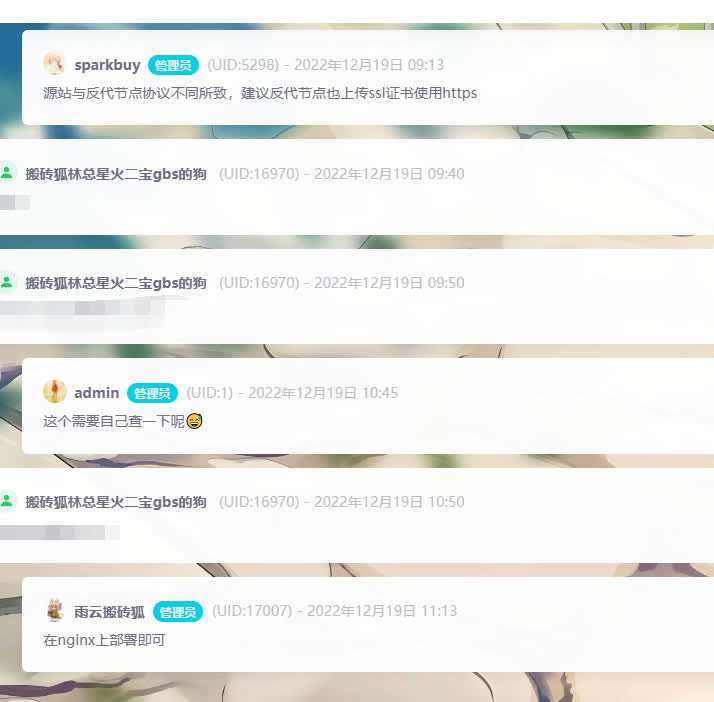 sparkbuy 管理员 (UID:5298) - 2022年12月19日 09:13
源站与反代节点协议不同所致，建议反代节点也上传ssl证书使用https
搬砖狐林总星火二宝gbs的狗 (UID:16970) - 2022年12月19日 09:40
搬砖狐林总星火二宝gbs的狗 (UID:16970) - 2022年12月19日 09:50
admin 管理员 (UID:1) - 2022年12月19日 10:45
这个需要自己查一下呢😅
搬砖狐林总星火二宝gbs的狗 (UID:16970) - 2022年12月19日 10:50
雨云搬砖狐 管理员 (UID:17007) - 2022年12月19日 11:13
在nginx上部署即可